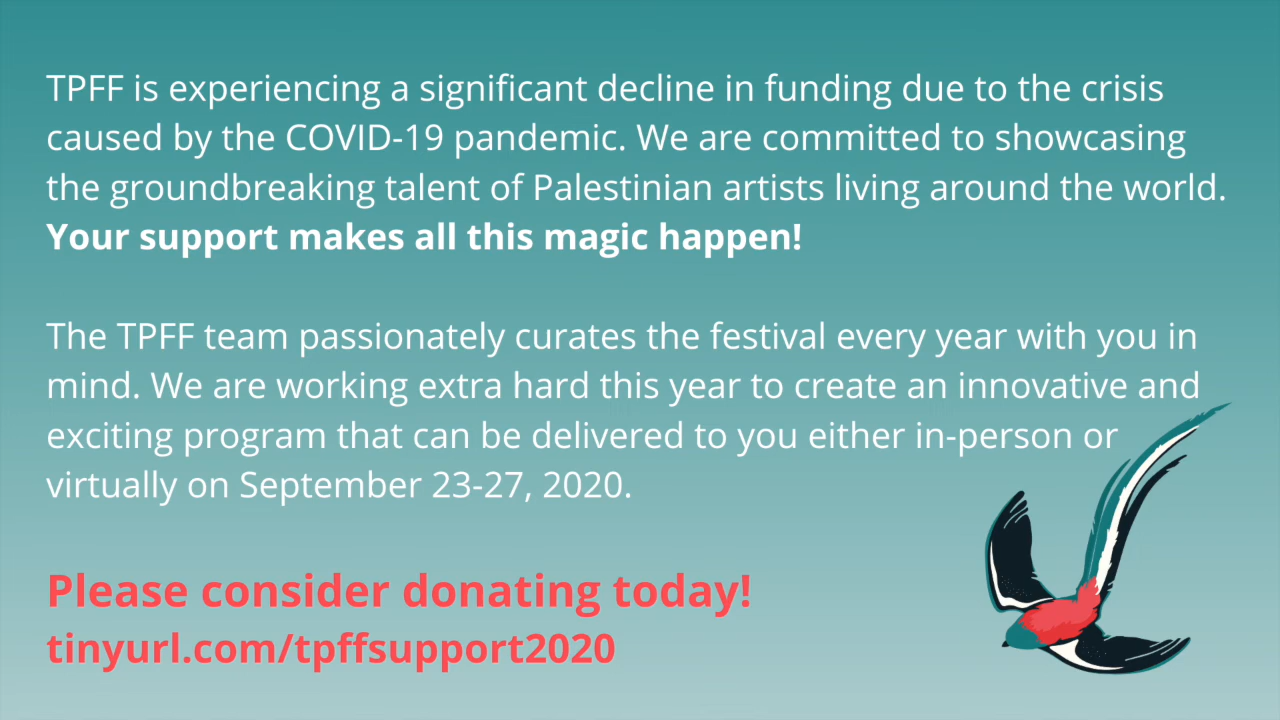 TPFF is experiencing a significant decline in funding due to the crisis
caused by the COVID-19 pandemic. We are committed to showcasing
the groundbreaking talent of Palestinian artists living around the world.
Your support makes all this magic happen!
The TPFF team passionately curates the festival every year with you in
mind. We are working extra hard this year to create an innovative and
exciting program that can be delivered to you either in-person or
virtually on September 23-27, 2020.
Please consider donating today!
tinyurl.com/tpffsupport2020